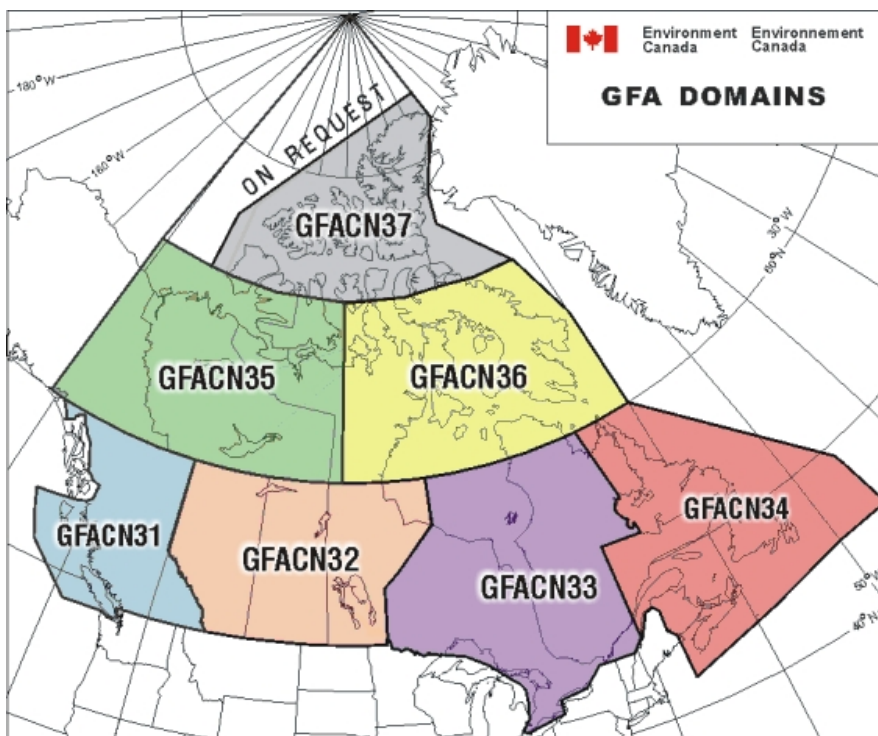 Environment Environnement
Canada Canada
GFA DOMAINS
180°W
160°W
ON REQUEST
GFACN37
30°W
60°N
GFACN35
GFACN36
GFACN31
GFACN32
GFACN33
GFACN34
50°N
40°N